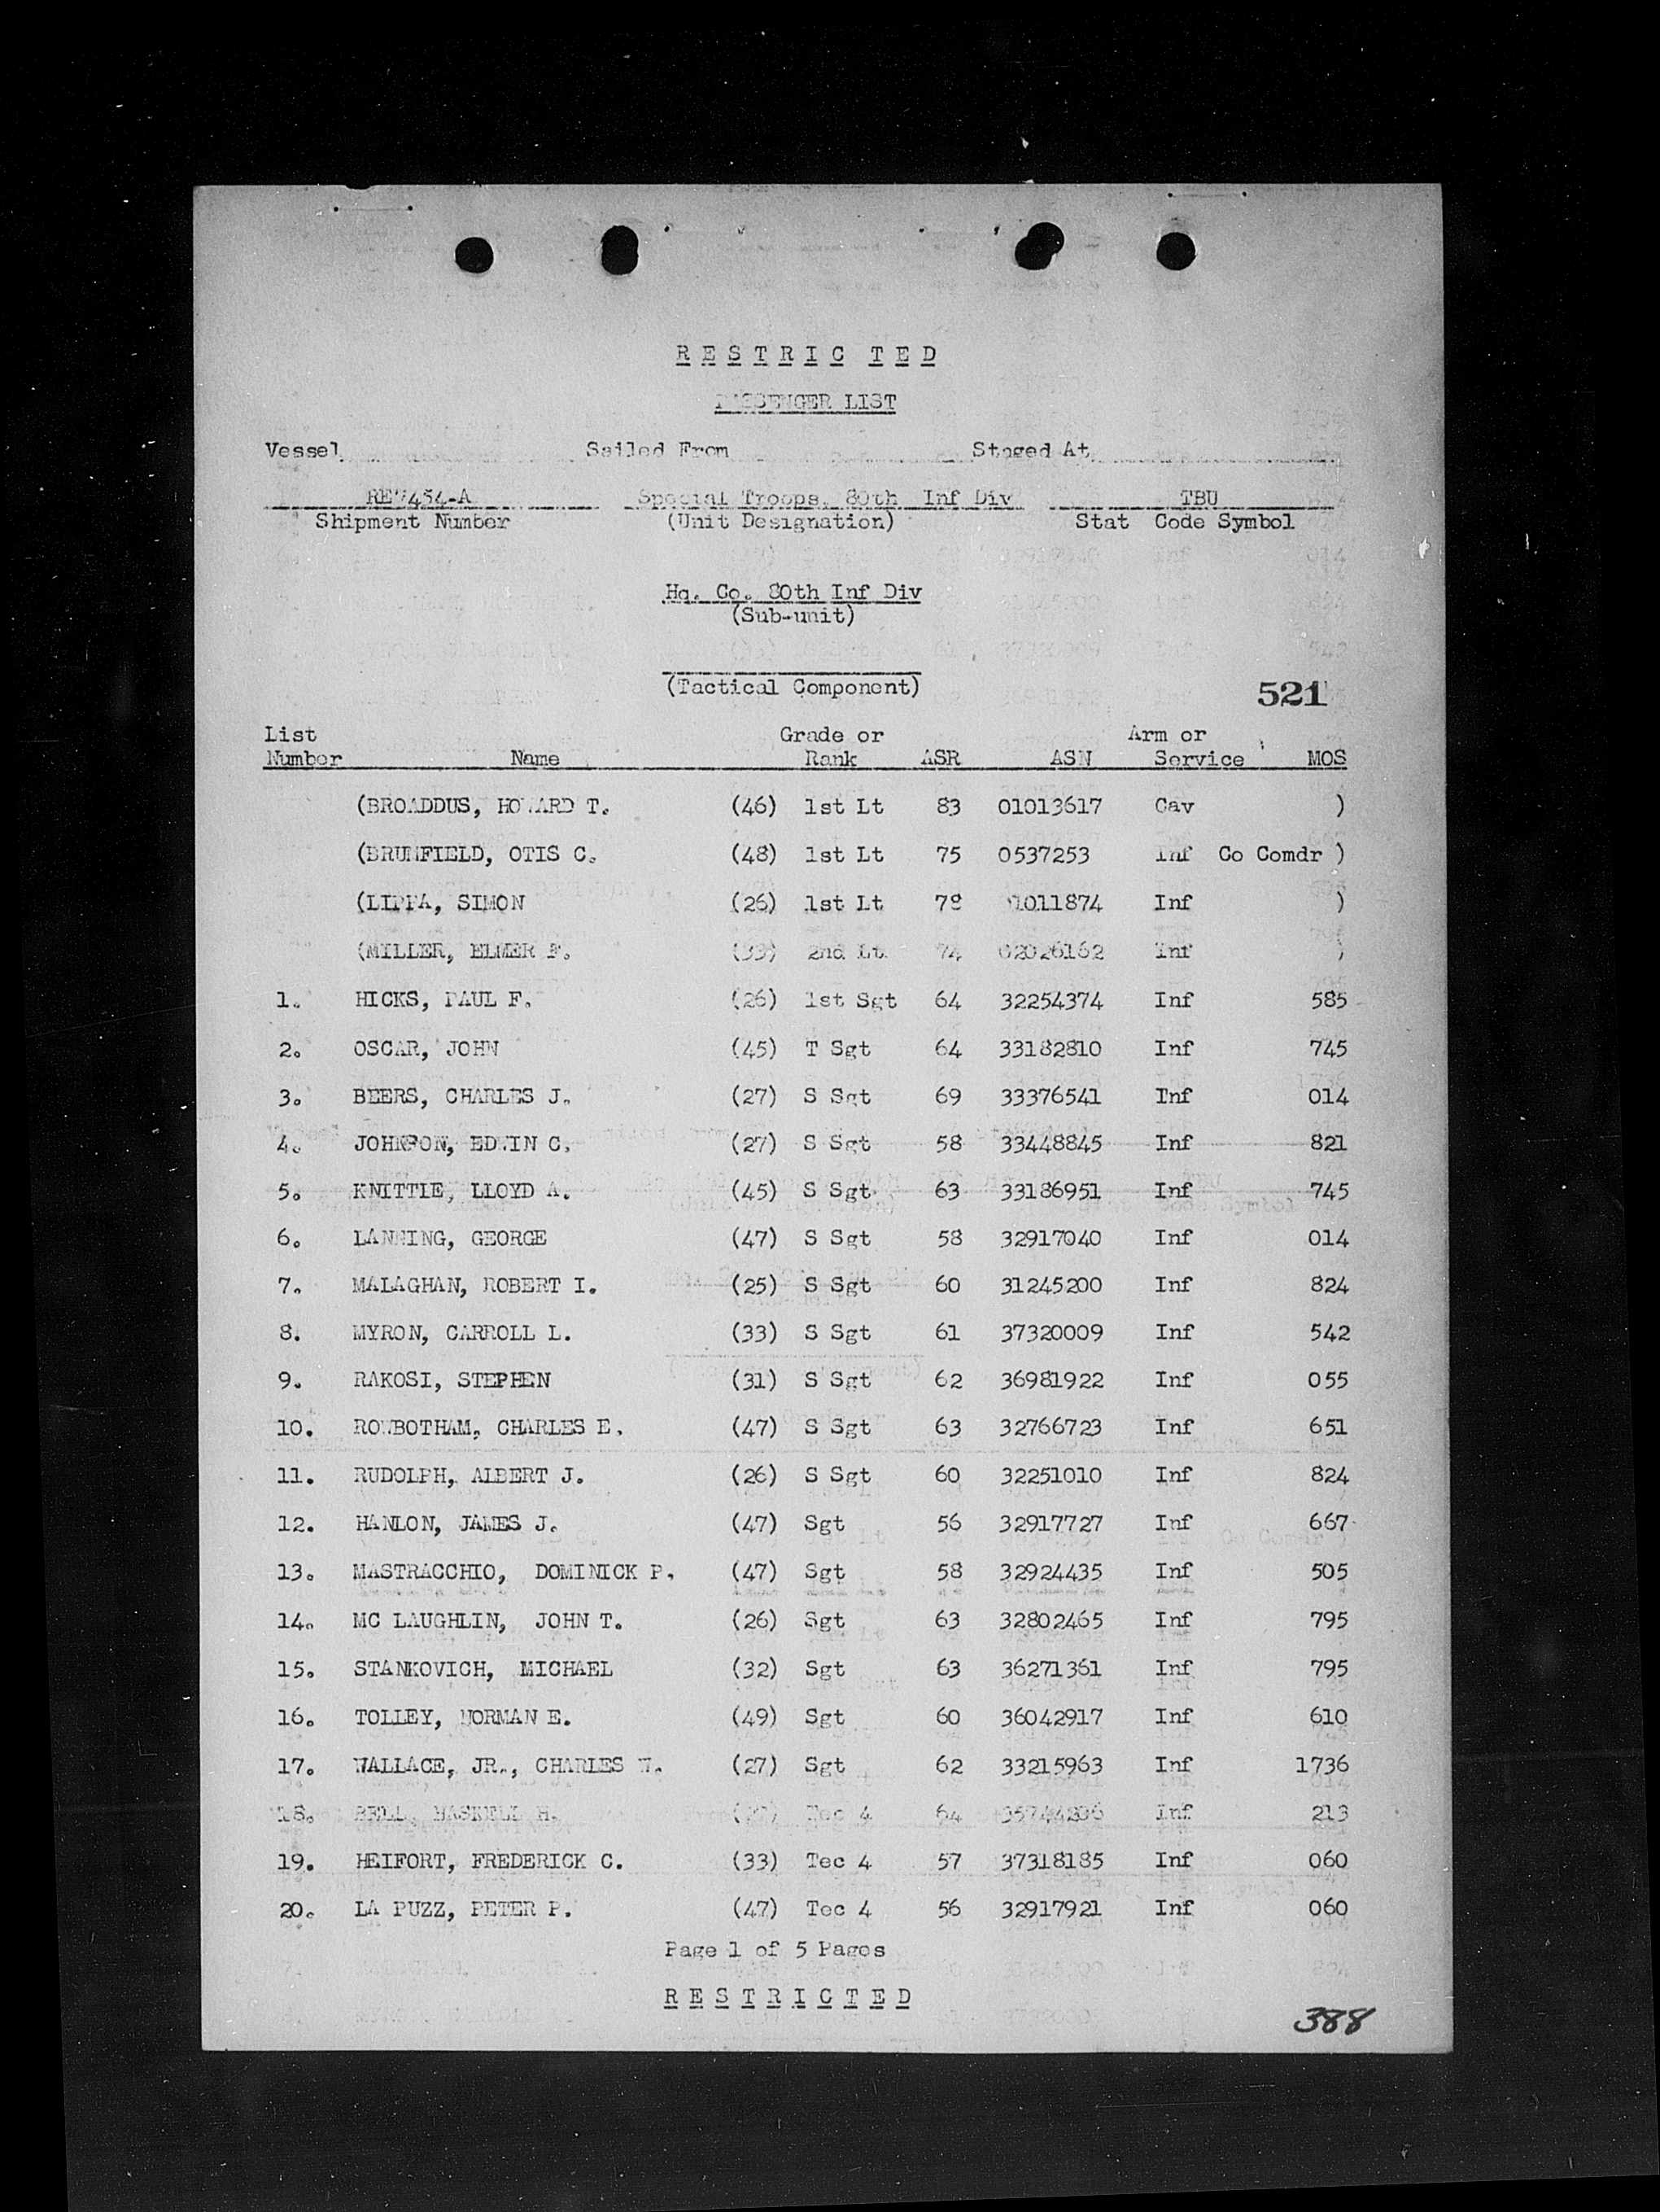 RESTRICTED
PASSENGER LIST
Vessel Sailed From Staged At
RE7454-A Special Troops, 80th Inf Div TBU
Shipment Number (Unit Designation) Stat Code Symbol
Hq. Co. 80th Inf Div
(Sub-unit)
(Tactical Component)
521
List Grade or Arm or
Number Name Rank ASR ASN Service MOS
(BROADDUS, HOWARD T. (46) 1st Lt 83 01013617 Cav )
(BRUMFIELD, OTIS C. (48) 1st Lt 75 0537253 Inf Co Comdr )
(LIPPA, SIMON (26) 1st Lt 78 01011874 Inf )
(MILLER, ELMER F. (33) 2nd Lt 74 02026162 Inf )
1. HICKS, PAUL F. (26) 1st Sgt 64 32254374 Inf 585
2. OSCAR, JOHN (45) T Sgt 64 33182810 Inf 745
3. BEERS, CHARLES J. (27) S Sgt 69 33376541 Inf 014
4. JOHNSON, EDWIN C. (27) S Sgt 58 33448845 Inf 821
5. KNITTLE, LLOYD A. (45) S Sgt 63 33186951 Inf 745
6. LANNING, GEORGE (47) S Sgt 58 32917040 Inf 014
7. MALAGHAN, ROBERT I. (25) S Sgt 60 31245200 Inf 824
8. MYRON, CARROLL L. (33) S Sgt 61 37320009 Inf 542
9. RAKOSI, STEPHEN (31) S Sgt 62 36981922 Inf 055
10. ROWBOTHAM, CHARLES E. (47) S Sgt 63 32766723 Inf 651
11. RUDOLPH, ALBERT J. (26) S Sgt 60 32251010 Inf 824
12. HANLON, JAMES J. (47) Sgt 56 32917727 Inf 667
13. MASTRACCHIO, DOMINICK P. (47) Sgt 58 32924435 Inf 505
14. MC LAUGHLIN, JOHN T. (26) Sgt 63 32802465 Inf 795
15. STANKOVICH, MICHAEL (32) Sgt 63 36271361 Inf 795
16. TOLLEY, NORMAN E. (49) Sgt 60 36042917 Inf 610
17. WALLACE, JR., CHARLES W. (27) Sgt 62 33215963 Inf 1736
18. BELL, HASKELL H. Tec 4 64 Inf 213
19. HEIFORT, FREDERICK C. (33) Tec 4 57 37318185 Inf 060
20. LA PUZZ, PETER P. (47) Tec 4 56 32917921 Inf 060
Page 1 of 5 Pages
RESTRICTED
388